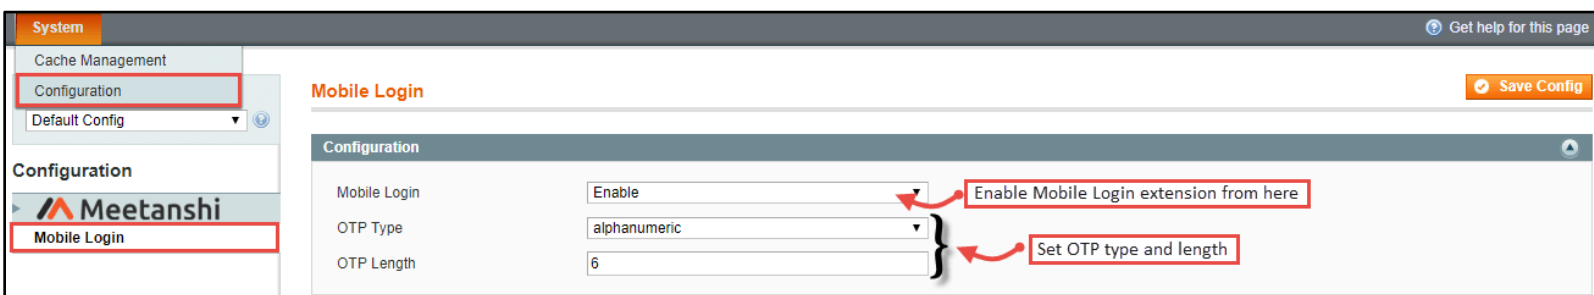 System
Get help for this page
Cache Management
Configuration
Default Config
Mobile Login
Save Config
Configuration
Configuration
Meetanshi
Mobile Login
Mobile Login Enable Enable Mobile Login extension from here
OTP Type alphanumeric
Set OTP type and length
OTP Length 6